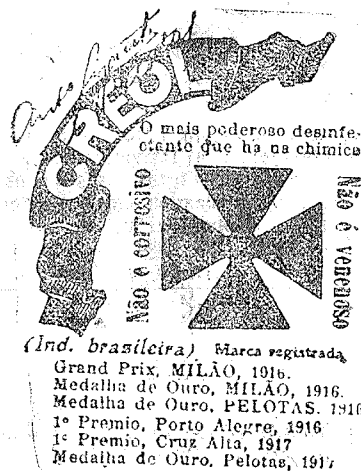 CREOL
O mais poderoso desinfe-
ctante que ha na chimica
Não é corrosivo
Não é venenoso
(Ind. brasileira) Marca registrada
Grand Prix, MILÃO, 1916.
Medalha de Ouro, MILÃO, 1916.
Medalha de Ouro, PELOTAS. 1916
1º Premio, Porto Alegre, 1916
1º Premio, Cruz Alta, 1917
Medalha de Ouro, Pelotas, 1917